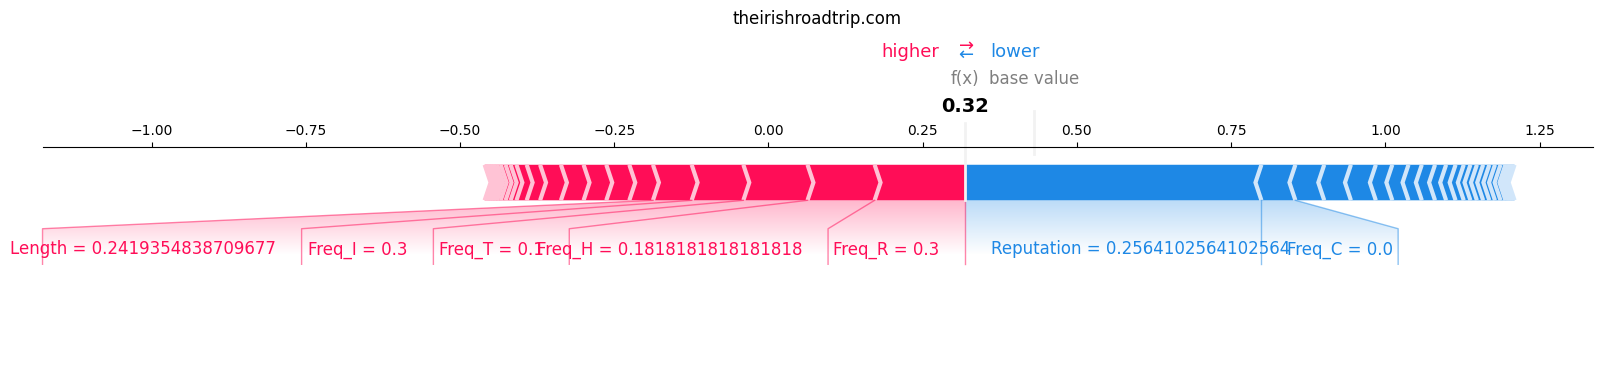 theirishroadtrip.com
higher → ← lower
f(x) base value
0.32
−1.00 −0.75 −0.50 −0.25 0.00 0.25 0.50 0.75 1.00 1.25
Length = 0.2419354838709677 Freq_I = 0.3 Freq_T = 0.1 Freq_H = 0.1818181818181818 Freq_R = 0.3 Reputation = 0.2564102564102564 Freq_C = 0.0